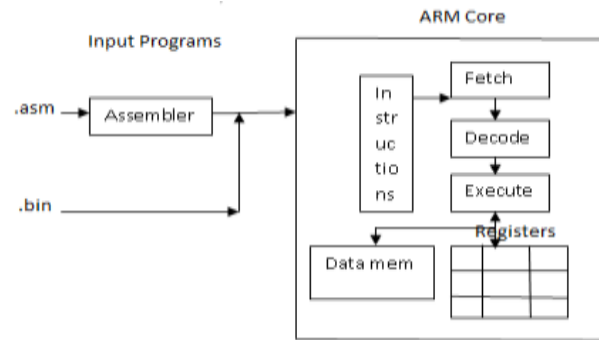 ARM Core
Input Programs
.asm
Assembler
.bin
In
str
uc
tio
ns
Fetch
Decode
Execute
Registers
Data mem